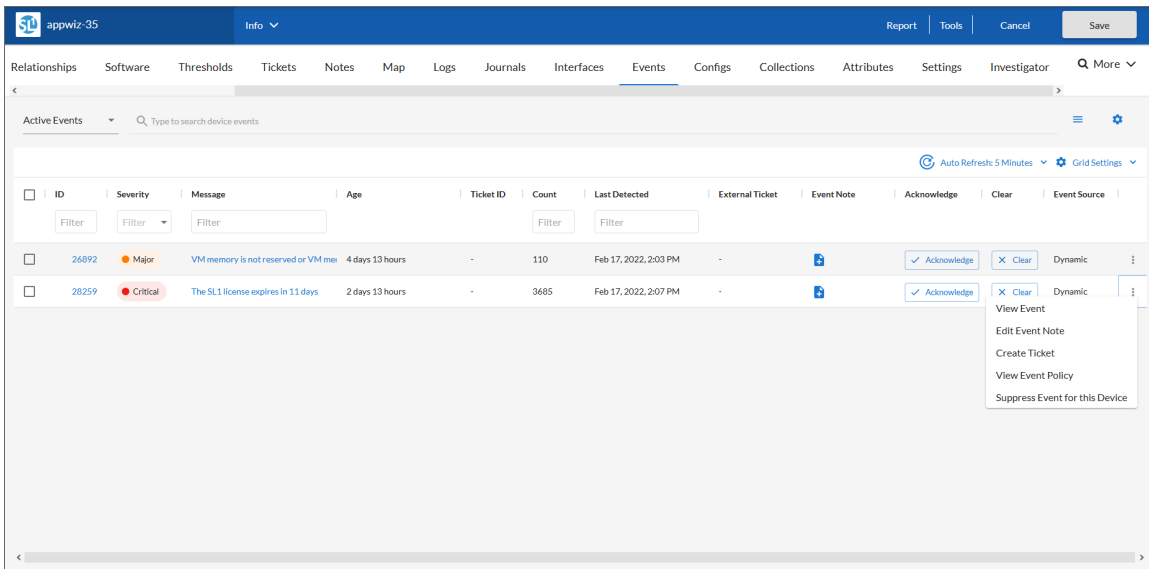 SL1 appwiz-35 Info Report Tools Cancel Save
Relationships Software Thresholds Tickets Notes Map Logs Journals Interfaces Events Configs Collections Attributes Settings Investigator More
Active Events Type to search device events
Auto Refresh: 5 Minutes Grid Settings
ID Severity Message Age Ticket ID Count Last Detected External Ticket Event Note Acknowledge Clear Event Source
Filter Filter Filter Filter Filter
26892 Major VM memory is not reserved or VM mei 4 days 13 hours - 110 Feb 17, 2022, 2:03 PM - Acknowledge Clear Dynamic
28259 Critical The SL1 license expires in 11 days 2 days 13 hours - 3685 Feb 17, 2022, 2:07 PM - Acknowledge Clear Dynamic
View Event
Edit Event Note
Create Ticket
View Event Policy
Suppress Event for this Device